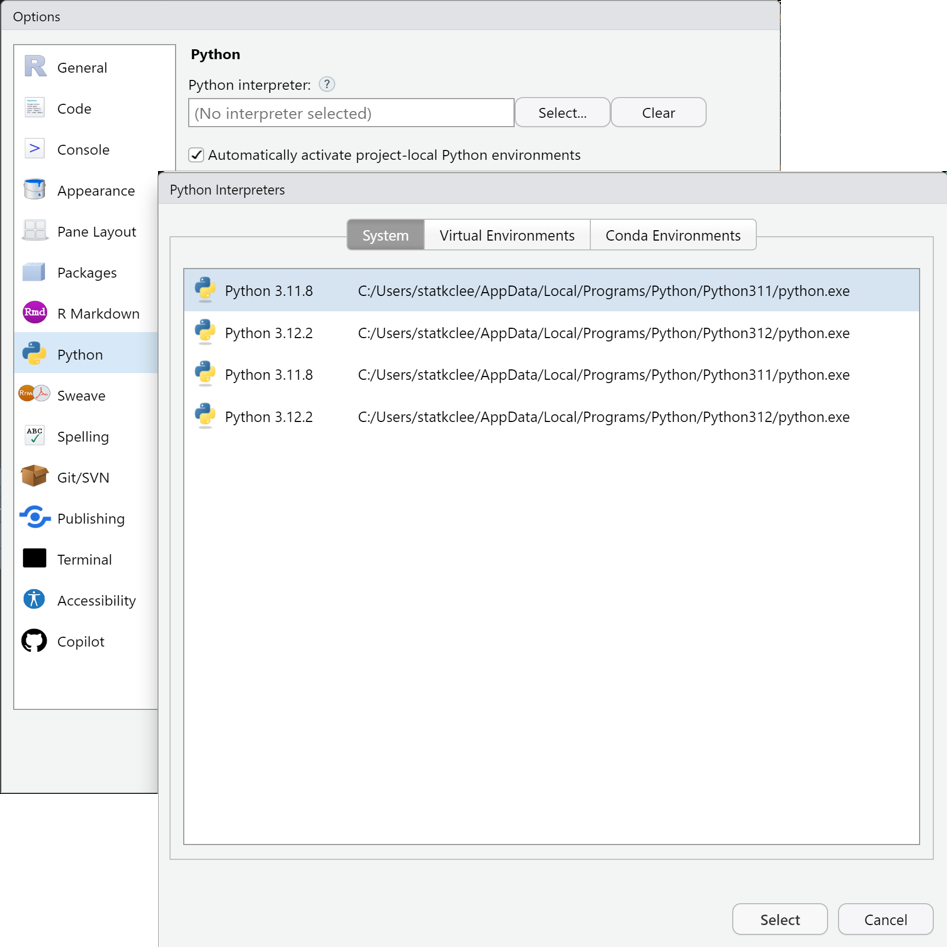 Options
General
Code
Console
Appearance
Pane Layout
Packages
Rmd R Markdown
Python
Sweave
ABC Spelling
Git/SVN
Publishing
Terminal
Accessibility
Copilot
Python
Python interpreter: ?
(No interpreter selected) Select... Clear
Automatically activate project-local Python environments
Python Interpreters
System Virtual Environments Conda Environments
Python 3.11.8 C:/Users/statkclee/AppData/Local/Programs/Python/Python311/python.exe
Python 3.12.2 C:/Users/statkclee/AppData/Local/Programs/Python/Python312/python.exe
Python 3.11.8 C:/Users/statkclee/AppData/Local/Programs/Python/Python311/python.exe
Python 3.12.2 C:/Users/statkclee/AppData/Local/Programs/Python/Python312/python.exe
Select Cancel